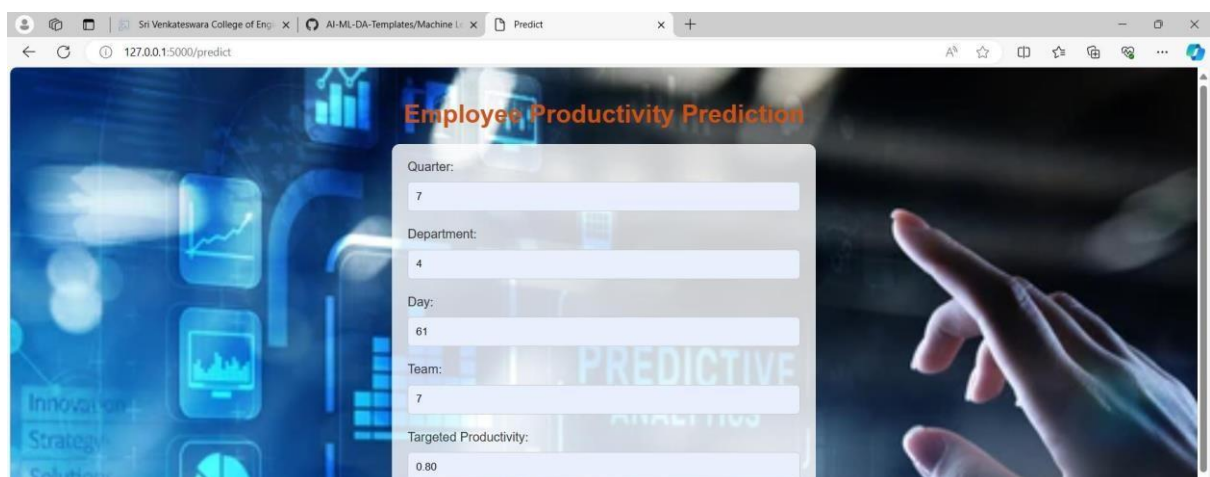 Sri Venkateswara College of Engi
AI-ML-DA-Templates/Machine Le
Predict
127.0.0.1:5000/predict
Employee Productivity Prediction
Quarter:
7
Department:
4
Day:
61
Team:
7
Targeted Productivity:
0.80
PREDICTIVE
ANALYTICS
Innovation
Strategy
Solutions